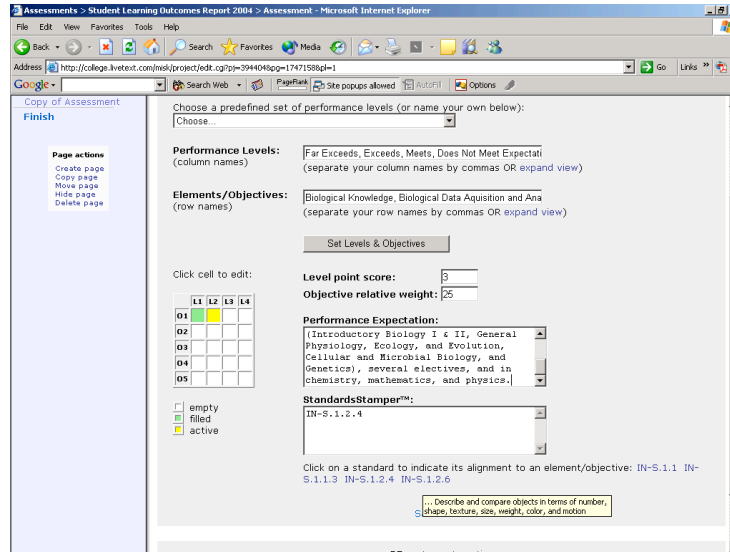 Assessments > Student Learning Outcomes Report 2004 > Assessment - Microsoft Internet Explorer
File Edit View Favorites Tools Help
Back Search Favorites Media
Address http://college.livetext.com/misk/project/edit.cgi?pj=394404&pg=1747158&pl=1 Go Links »
Google Search Web PageRank Site popups allowed AutoFill Options
Copy of Assessment
Finish
Page actions
Create page
Copy page
Move page
Hide page
Delete page
Choose a predefined set of performance levels (or name your own below):
Choose...
Performance Levels:
(column names)
Far Exceeds, Exceeds, Meets, Does Not Meet Expectati
(separate your column names by commas OR expand view)
Elements/Objectives:
(row names)
Biological Knowledge, Biological Data Aquisition and Ana
(separate your row names by commas OR expand view)
Set Levels & Objectives
Click cell to edit:
L1 L2 L3 L4
O1
O2
O3
O4
O5
empty
filled
active
Level point score: 3
Objective relative weight: 25
Performance Expectation:
(Introductory Biology I & II, General
Physiology, Ecology, and Evolution,
Cellular and Microbial Biology, and
Genetics), several electives, and in
chemistry, mathematics, and physics.
StandardsStamper™:
IN-S.1.2.4
Click on a standard to indicate its alignment to an element/objective: IN-S.1.1 IN-
S.1.1.3 IN-S.1.2.4 IN-S.1.2.6
... Describe and compare objects in terms of number,
shape, texture, size, weight, color, and motion